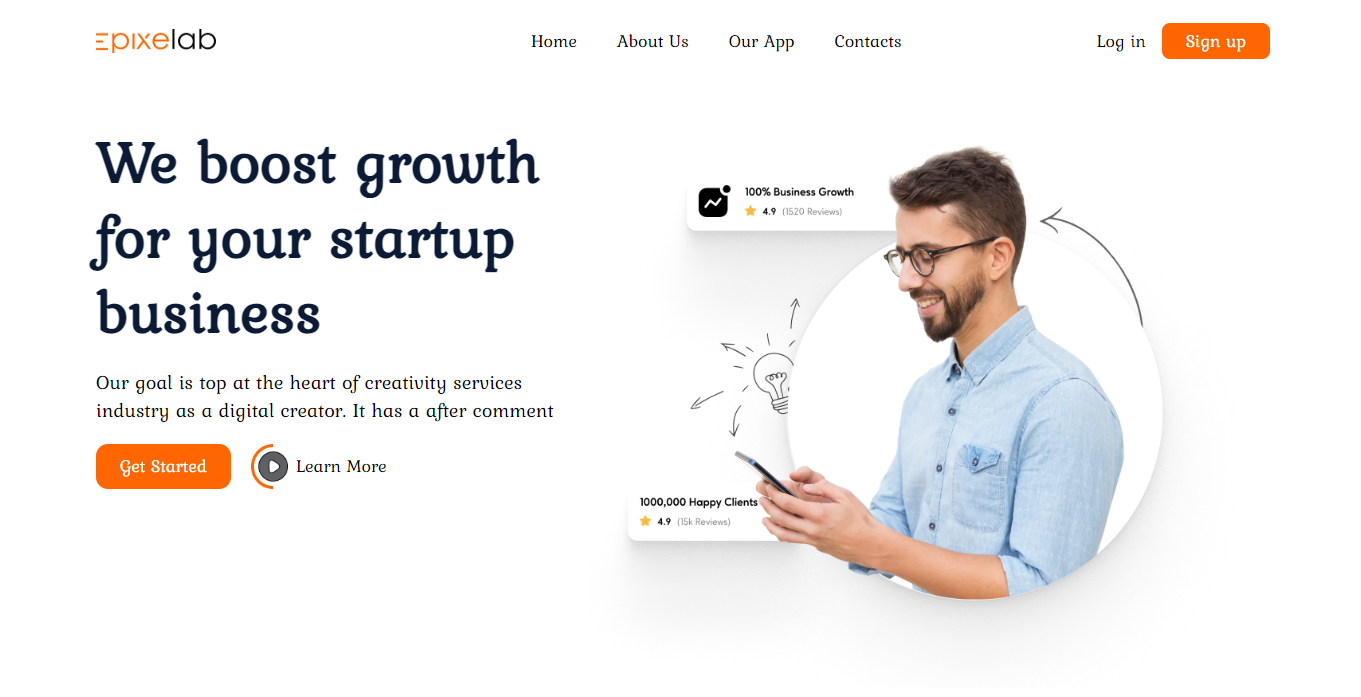 Epixelab
Home
About Us
Our App
Contacts
Log in
Sign up
We boost growth
for your startup
business
Our goal is top at the heart of creativity services
industry as a digital creator. It has a after comment
Get Started
Learn More
100% Business Growth
4.9 (1520 Reviews)
1000,000 Happy Clients
4.9 (15k Reviews)